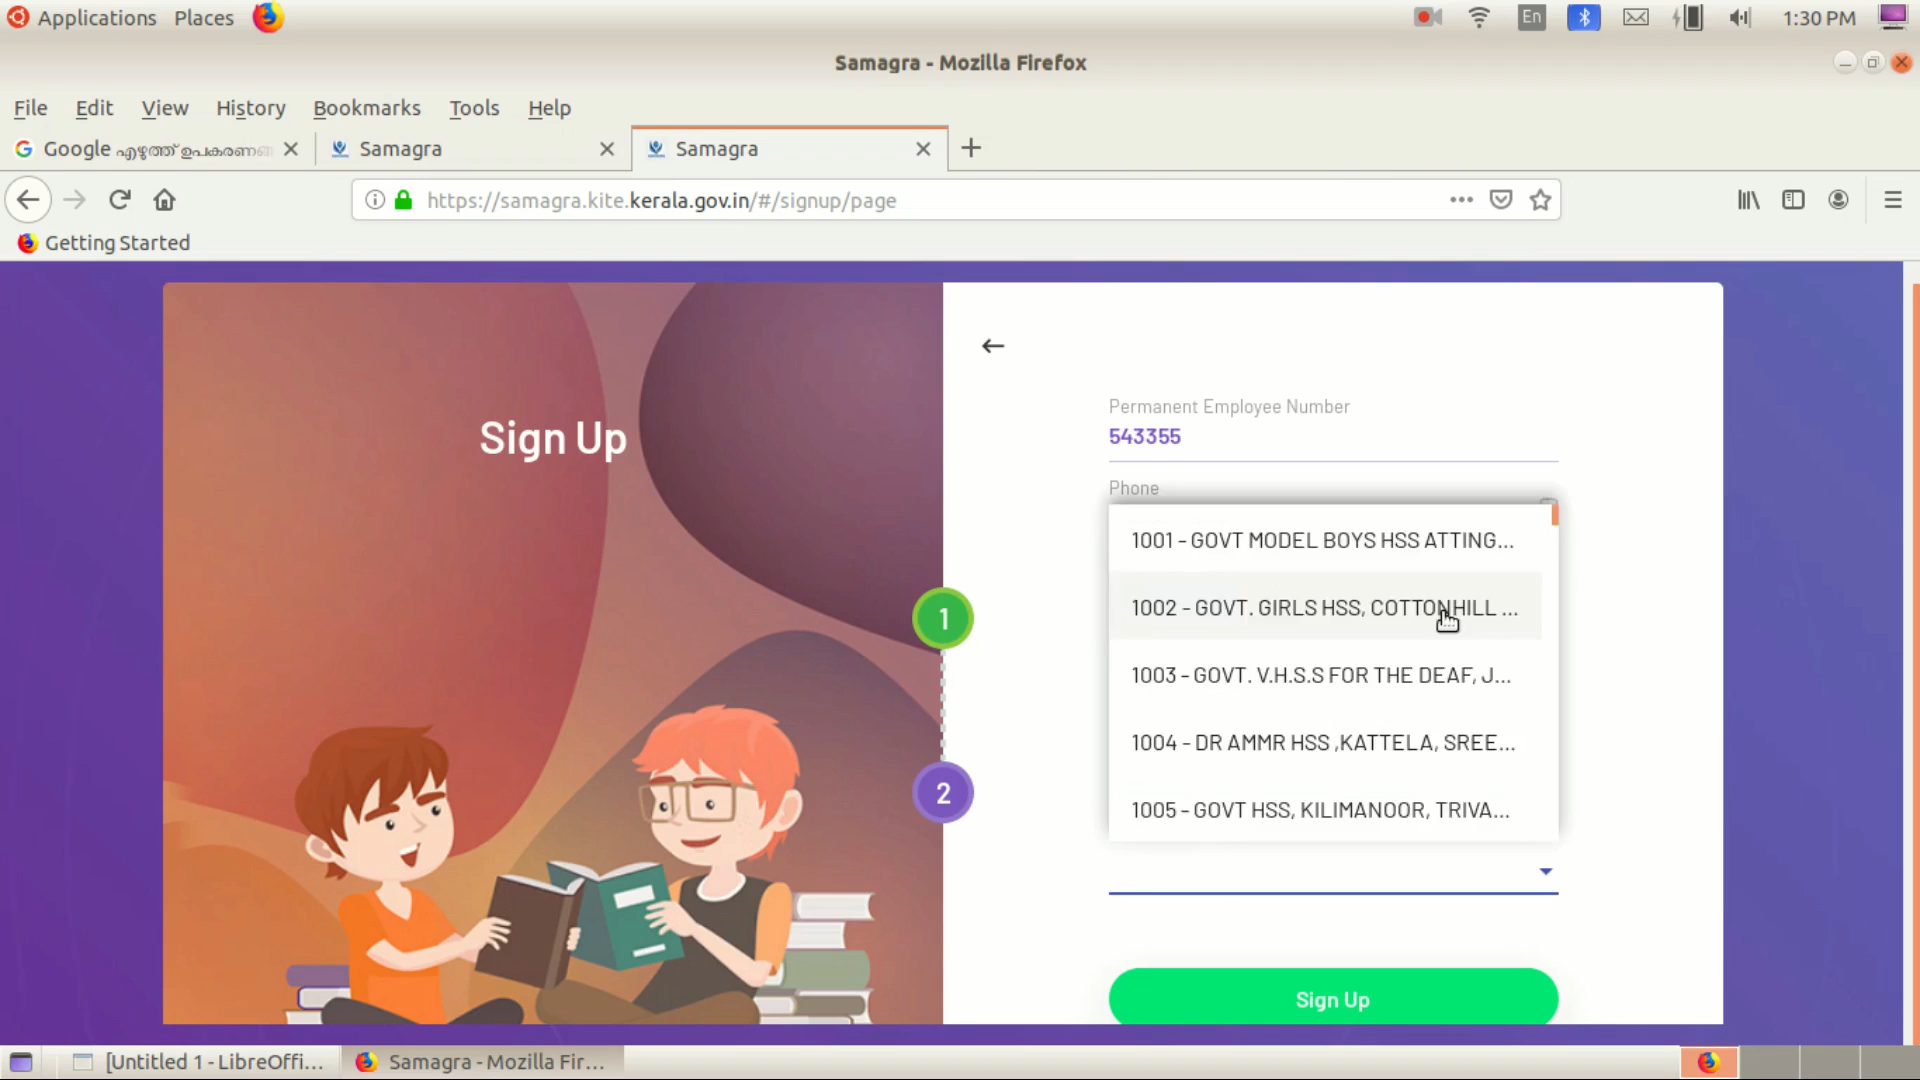 Applications Places En 1:30 PM
Samagra - Mozilla Firefox
File Edit View History Bookmarks Tools Help
Google എഴുത്ത് ഉപകരണങ്ങ Samagra Samagra
https://samagra.kite.kerala.gov.in/#/signup/page
Getting Started
Sign Up
Permanent Employee Number
543355
Phone
1001 - GOVT MODEL BOYS HSS ATTING...
1002 - GOVT. GIRLS HSS, COTTONHILL ...
1003 - GOVT. V.H.S.S FOR THE DEAF, J...
1004 - DR AMMR HSS ,KATTELA, SREE...
1005 - GOVT HSS, KILIMANOOR, TRIVA...
1
2
Sign Up
[Untitled 1 - LibreOffi... Samagra - Mozilla Fir...